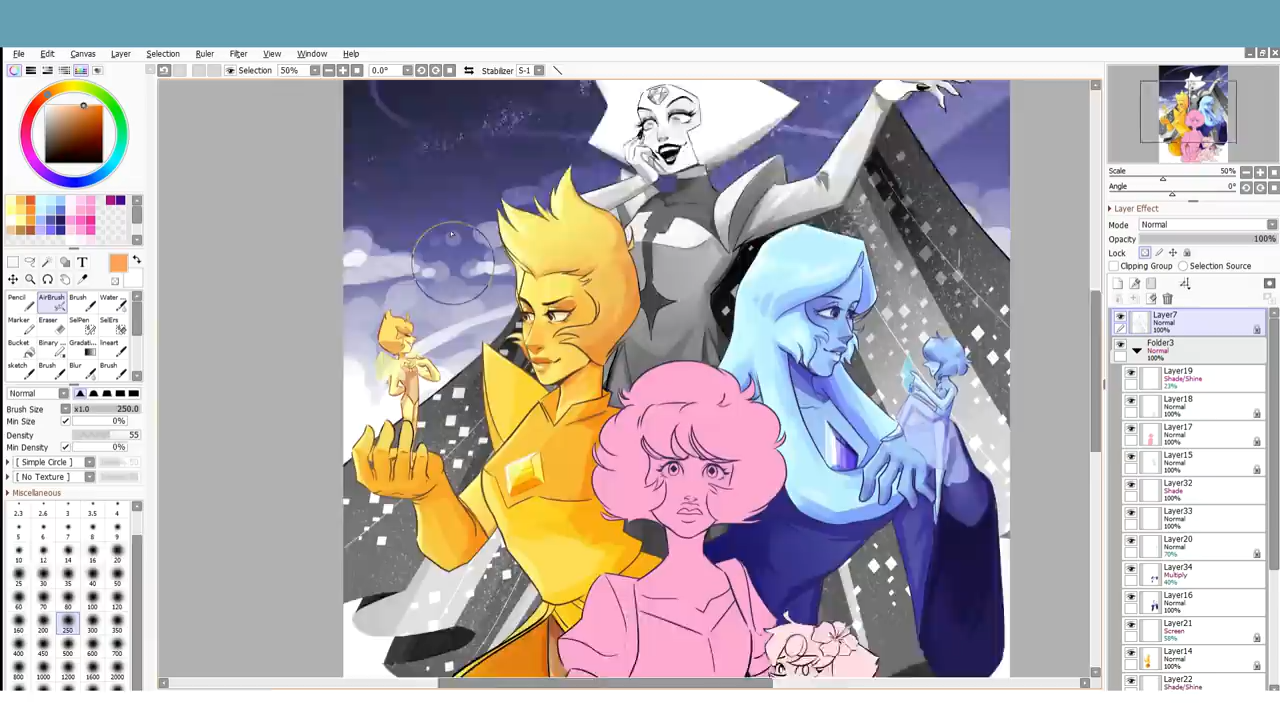 File Edit Canvas Layer Selection Ruler Filter View Window Help
Selection 50% 0.0° Stabilizer S-1
Scale 50%
Angle 0°
Layer Effect
Mode Normal
Opacity 100%
Lock
Clipping Group Selection Source
T
Pencil AirBrush Brush Water...
Marker Eraser SelPen SelErs
Bucket Binary... Gradati... lineart
sketch Brush Blur Brush
Normal
Brush Size x1.0 250.0
Min Size 0%
Density 55
Min Density 0%
[ Simple Circle ]
[ No Texture ]
Miscellaneous
2.3 2.6 3 3.5 4
5 6 7 8 9
10 12 14 16 20
25 30 35 40 50
60 70 80 100 120
160 200 250 300 350
400 450 500 600 700
800 1000 1200 1600 2000
Layer7
Normal
100%
Folder3
Normal
100%
Layer19
Shade/Shine
23%
Layer18
Normal
100%
Layer17
Normal
100%
Layer15
Normal
100%
Layer32
Shade
100%
Layer33
Normal
100%
Layer20
Normal
70%
Layer34
Multiply
40%
Layer16
Normal
100%
Layer21
Screen
58%
Layer14
Normal
100%
Layer22
Shade/Shine